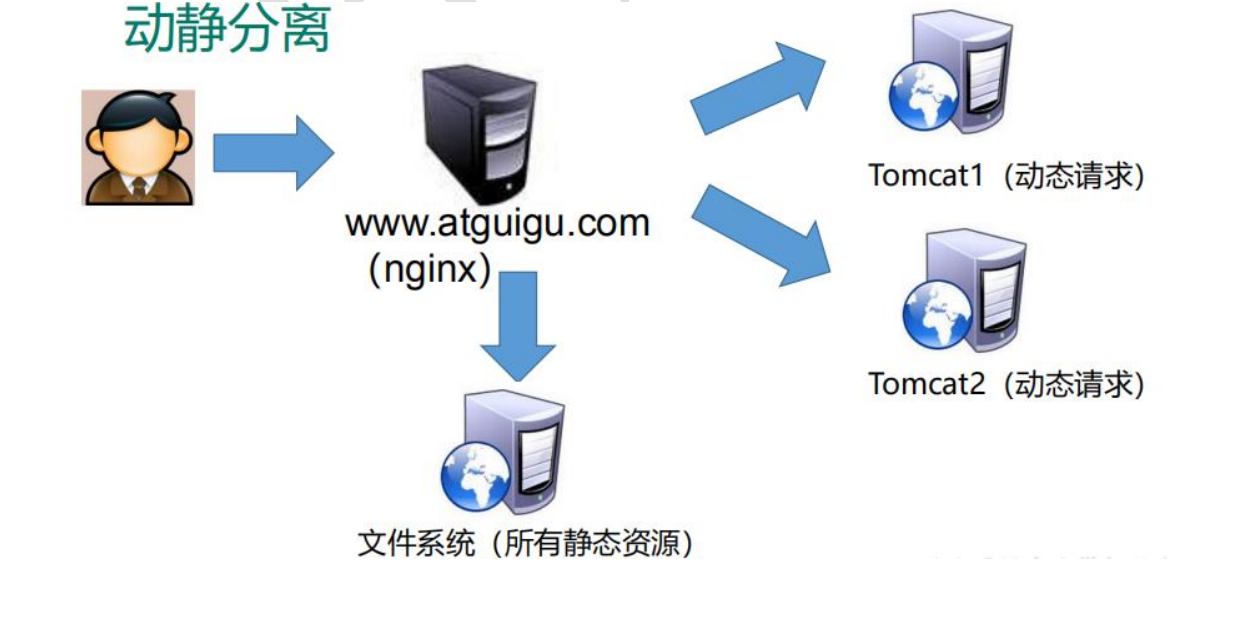 动静分离
www.atguigu.com
（nginx）
Tomcat1（动态请求）
Tomcat2（动态请求）
文件系统（所有静态资源）